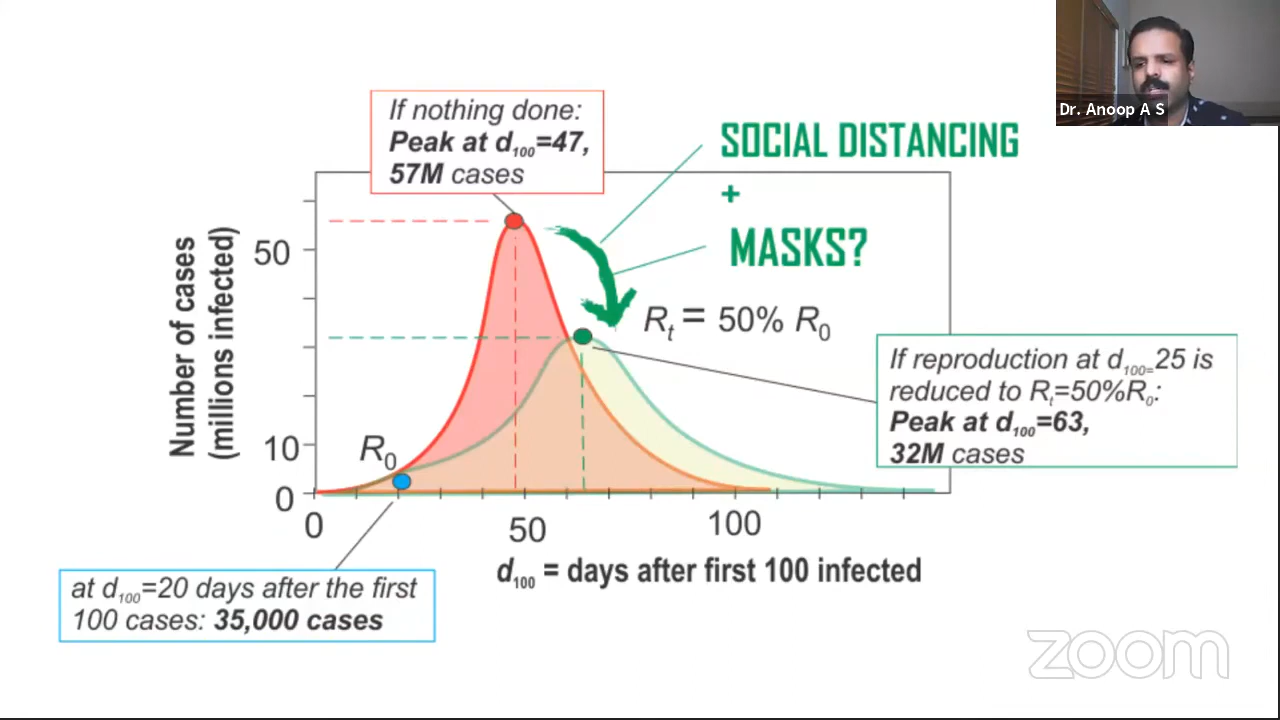 Dr. Anoop A S
If nothing done:
Peak at d100=47,
57M cases
SOCIAL DISTANCING
+
MASKS?
Number of cases
(millions infected)
50
10
0
R0
Rt = 50% R0
If reproduction at d100=25 is
reduced to Rt=50%R0:
Peak at d100=63,
32M cases
0
50
100
d100 = days after first 100 infected
at d100=20 days after the first
100 cases: 35,000 cases
zoom